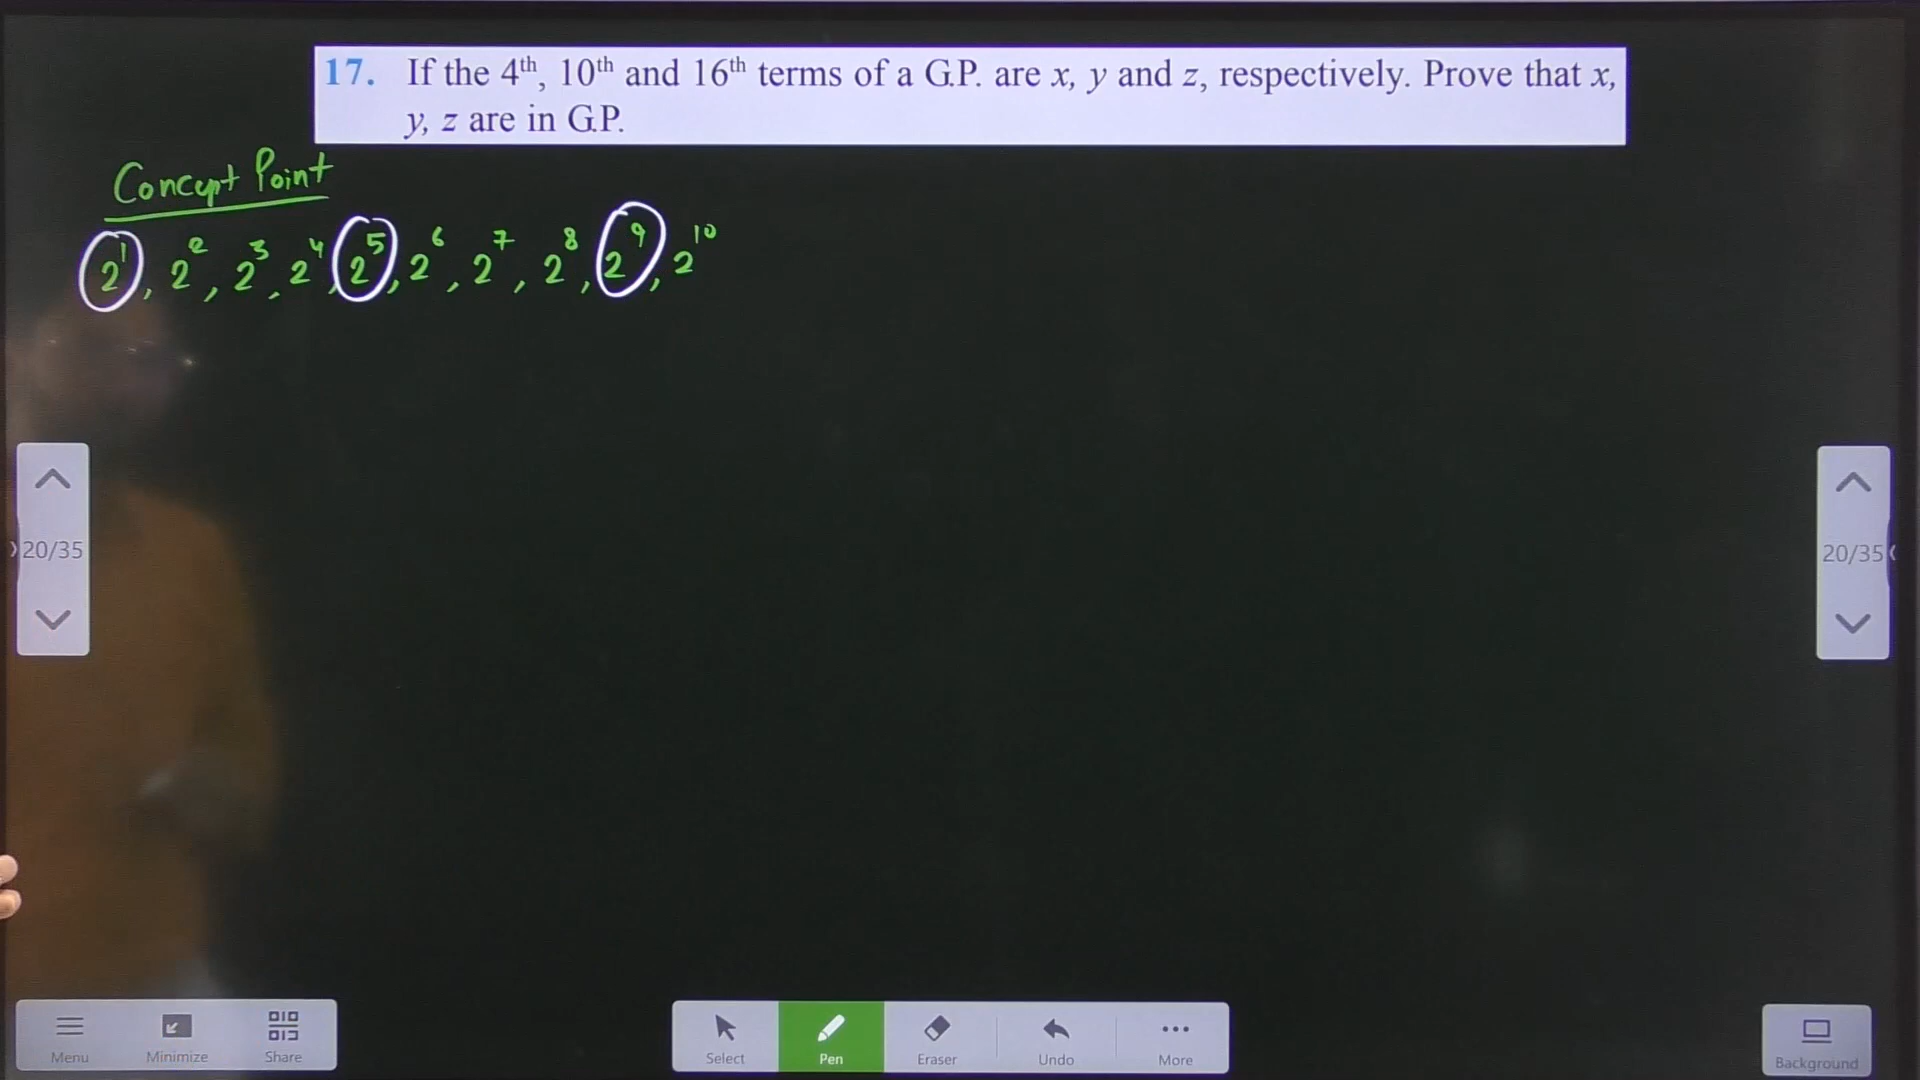 17. If the 4th, 10th and 16th terms of a G.P. are x, y and z, respectively. Prove that x,
y, z are in G.P.
Concept Point
2¹, 2², 2³, 2⁴, 2⁵, 2⁶, 2⁷, 2⁸, 2⁹, 2¹⁰
20/35
20/35
Menu Minimize Share Select Pen Eraser Undo More Background